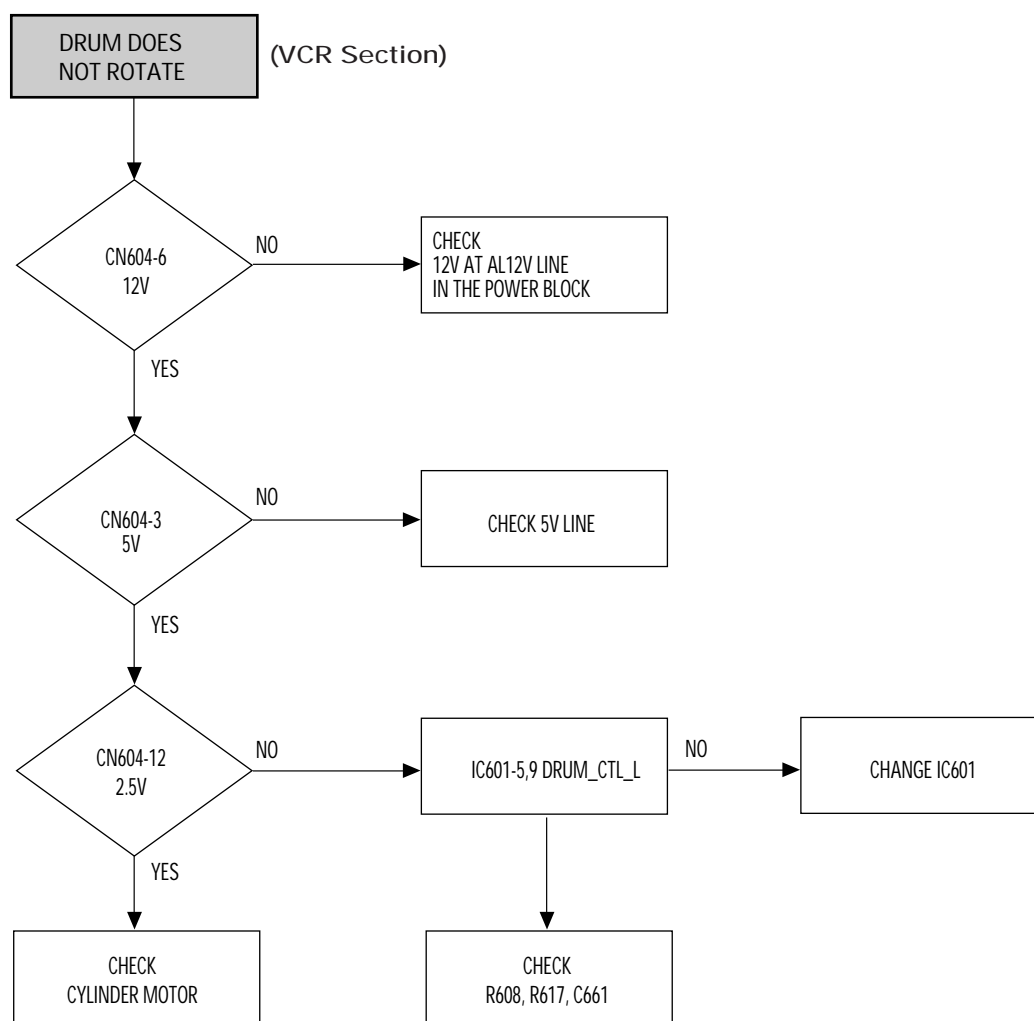 DRUM DOES
NOT ROTATE
(VCR Section)
CN604-6
12V
NO
CHECK
12V AT AL12V LINE
IN THE POWER BLOCK
YES
CN604-3
5V
NO
CHECK 5V LINE
YES
CN604-12
2.5V
NO
IC601-5,9 DRUM_CTL_L
NO
CHANGE IC601
YES
CHECK
CYLINDER MOTOR
CHECK
R608, R617, C661